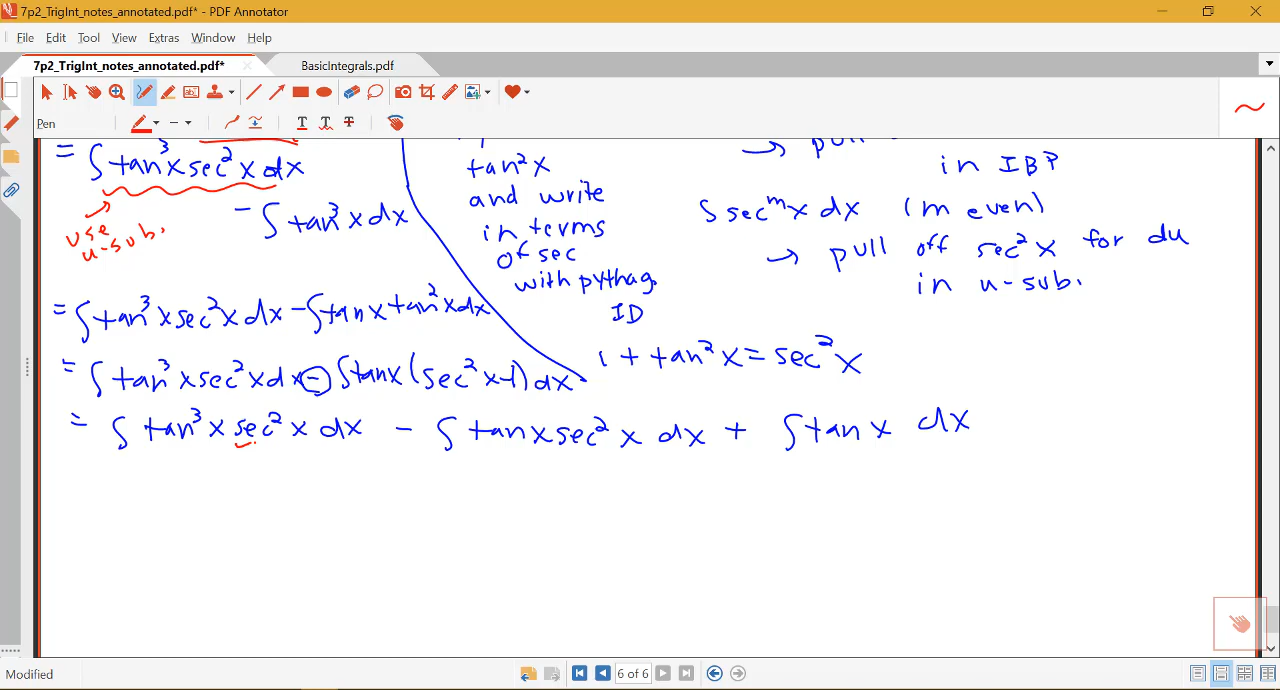 7p2_TrigInt_notes_annotated.pdf* - PDF Annotator
File Edit Tool View Extras Window Help
7p2_TrigInt_notes_annotated.pdf* BasicIntegrals.pdf
Pen
= ∫ tan³x sec²x dx
- ∫ tan³x dx
use
u-sub.
tan²x
and write
in terms
of sec
with pythag.
ID
1 + tan²x = sec²x
→ pull
in IBP
∫ sec^m x dx (m even)
→ pull off sec²x for du
in u-sub.
= ∫ tan³x sec²x dx - ∫ tan x tan²x dx
= ∫ tan³x sec²x dx - ∫ tan x (sec²x - 1) dx
= ∫ tan³x sec²x dx - ∫ tan x sec²x dx + ∫ tan x dx
Modified
6 of 6